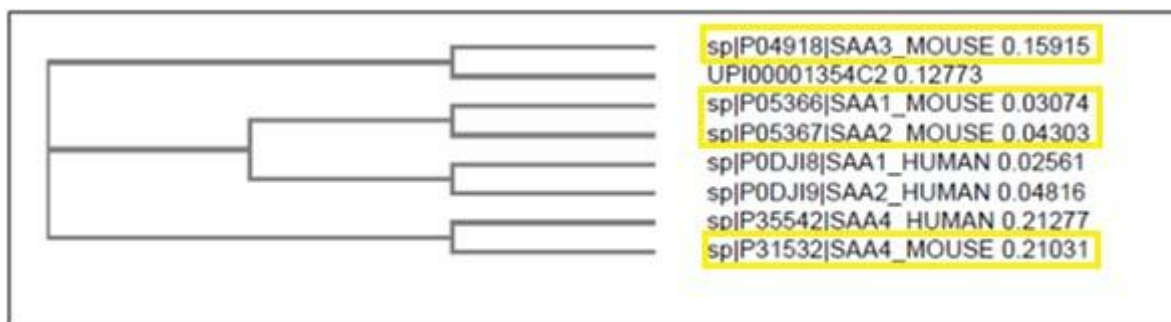 sp|P04918|SAA3_MOUSE 0.15915
UPI00001354C2 0.12773
sp|P05366|SAA1_MOUSE 0.03074
sp|P05367|SAA2_MOUSE 0.04303
sp|P0DJI8|SAA1_HUMAN 0.02561
sp|P0DJI9|SAA2_HUMAN 0.04816
sp|P35542|SAA4_HUMAN 0.21277
sp|P31532|SAA4_MOUSE 0.21031